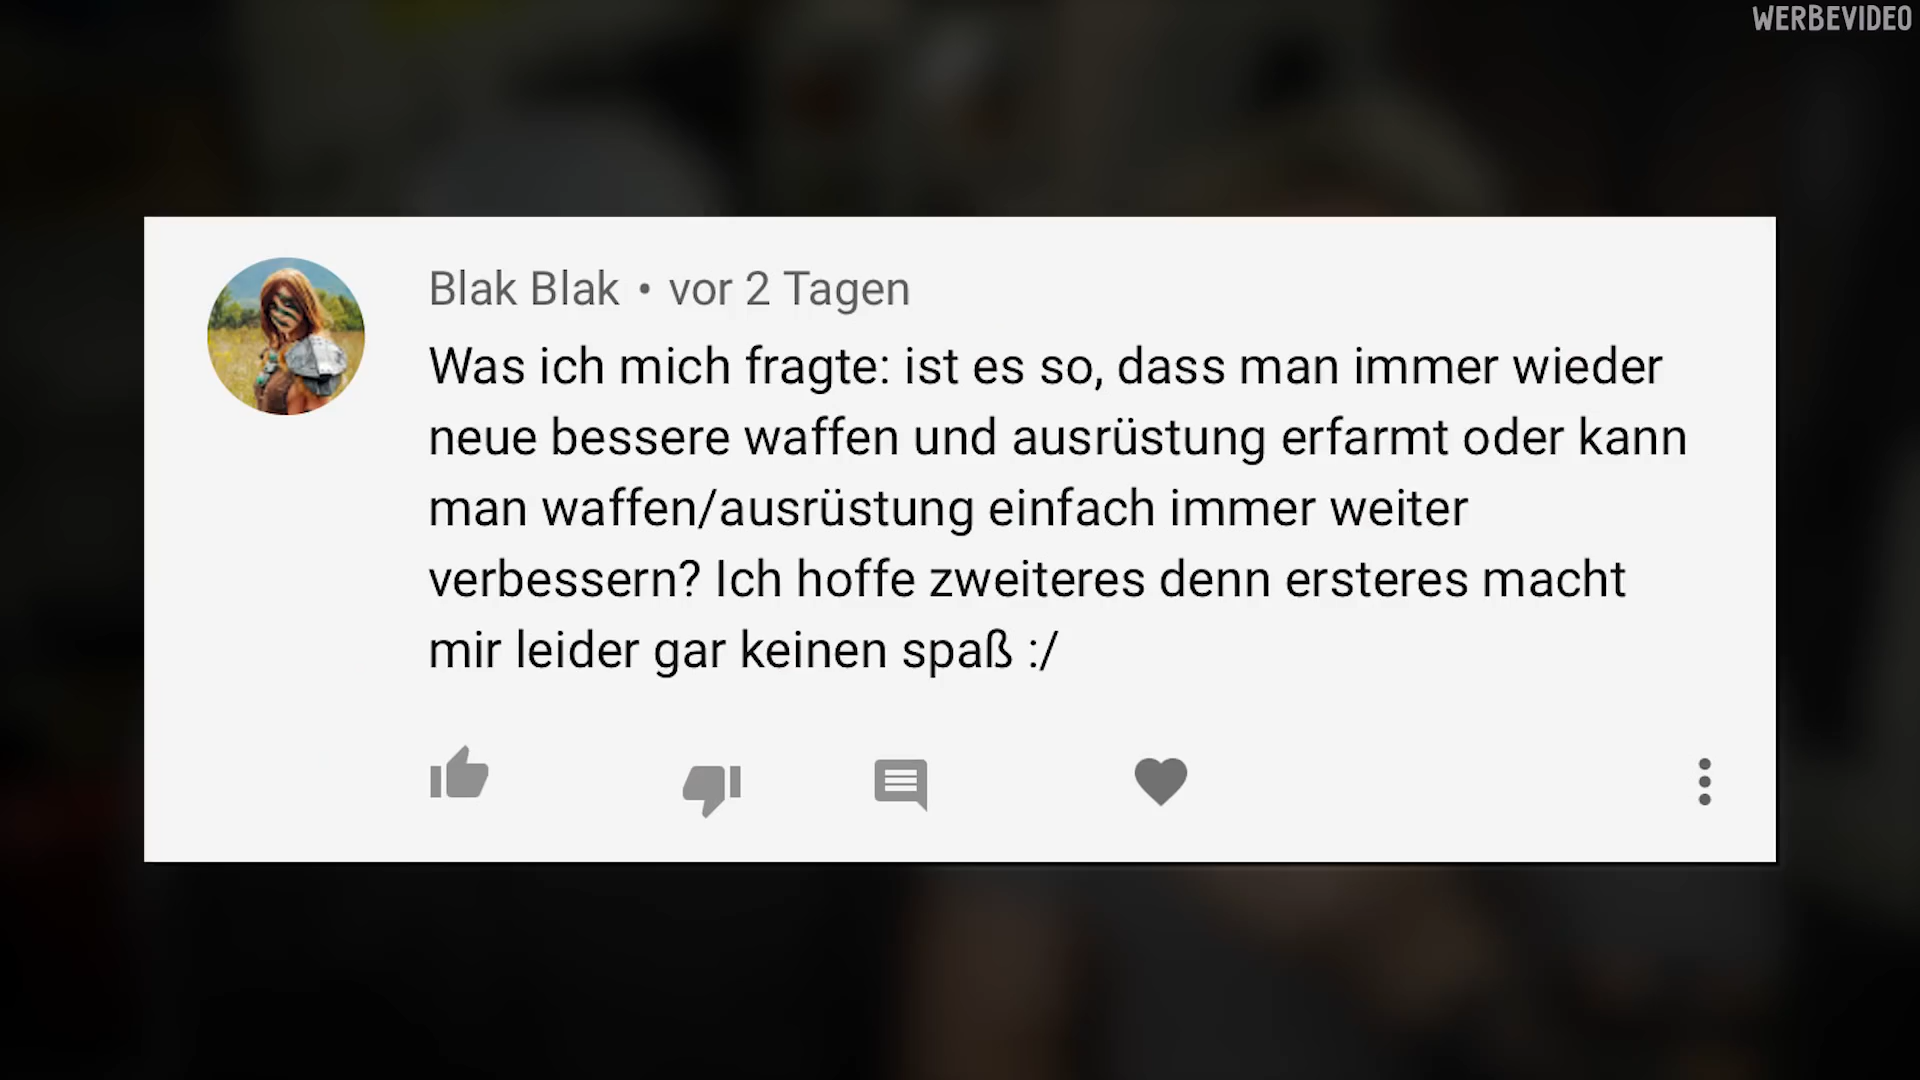 WERBEVIDEO
Blak Blak • vor 2 Tagen
Was ich mich fragte: ist es so, dass man immer wieder
neue bessere waffen und ausrüstung erfarmt oder kann
man waffen/ausrüstung einfach immer weiter
verbessern? Ich hoffe zweiteres denn ersteres macht
mir leider gar keinen spaß :/